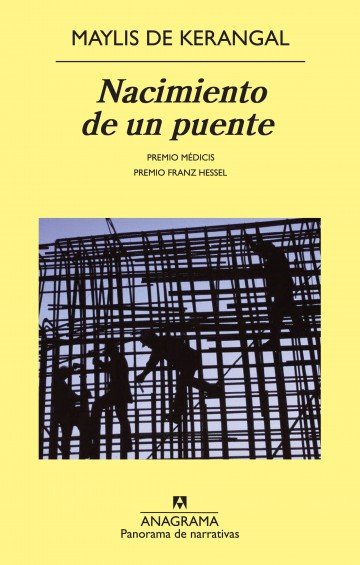 MAYLIS DE KERANGAL
Nacimiento
de un puente
PREMIO MÉDICIS
PREMIO FRANZ HESSEL
ANAGRAMA
Panorama de narrativas